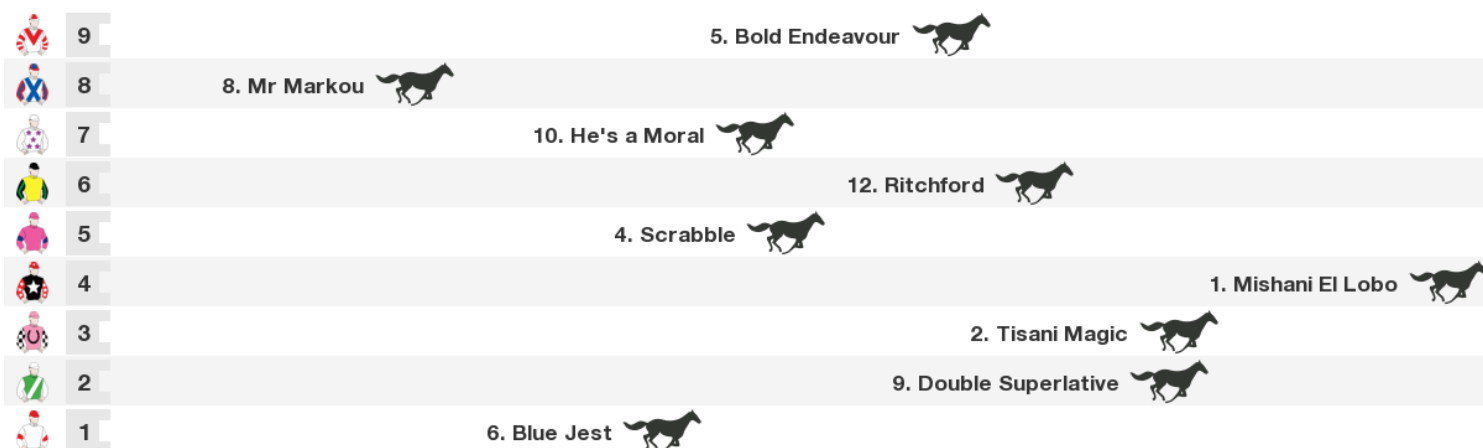 9 5. Bold Endeavour
8 8. Mr Markou
7 10. He's a Moral
6 12. Ritchford
5 4. Scrabble
4 1. Mishani El Lobo
3 2. Tisani Magic
2 9. Double Superlative
1 6. Blue Jest